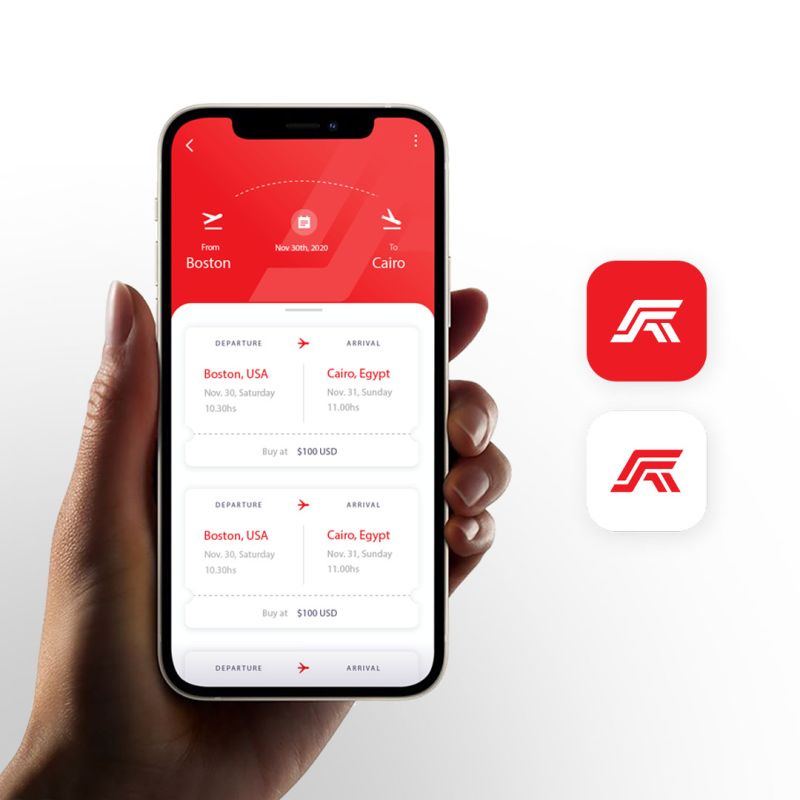 From
Nov 30th, 2020
To
Boston
Cairo
DEPARTURE
ARRIVAL
Boston, USA
Cairo, Egypt
Nov. 30, Saturday
Nov. 31, Sunday
10.30hs
11.00hs
Buy at $100 USD
DEPARTURE
ARRIVAL
Boston, USA
Cairo, Egypt
Nov. 30, Saturday
Nov. 31, Sunday
10.30hs
11.00hs
Buy at $100 USD
DEPARTURE
ARRIVAL